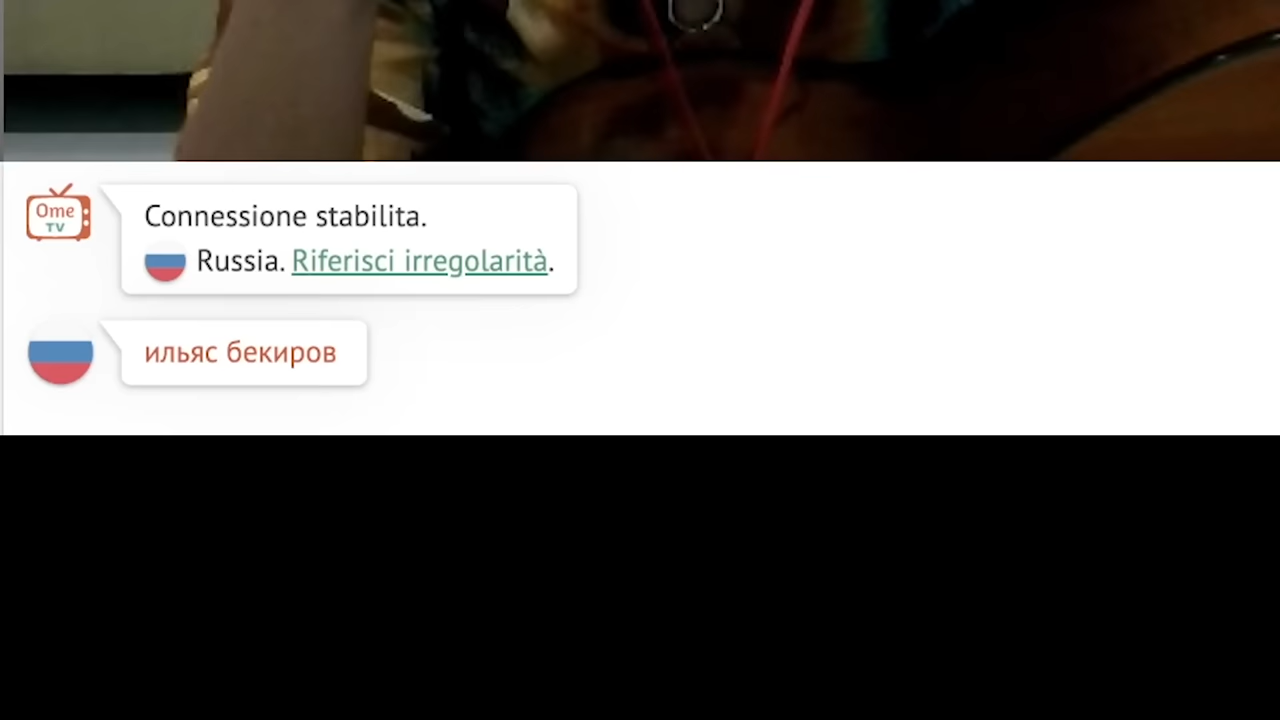 Ome
TV
Connessione stabilita.
Russia. Riferisci irregolarità.
ильяс бекиров